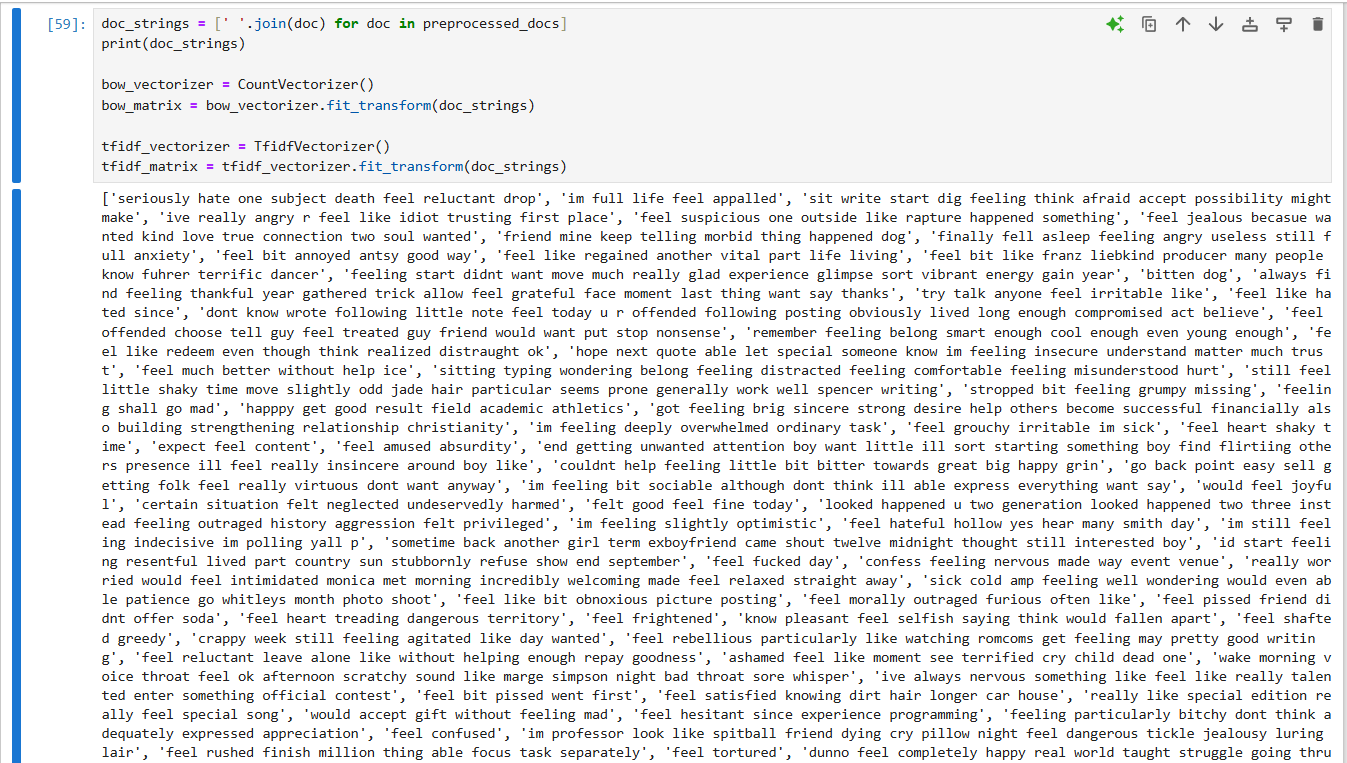 [59]: doc_strings = [' '.join(doc) for doc in preprocessed_docs]
print(doc_strings)
bow_vectorizer = CountVectorizer()
bow_matrix = bow_vectorizer.fit_transform(doc_strings)
tfidf_vectorizer = TfidfVectorizer()
tfidf_matrix = tfidf_vectorizer.fit_transform(doc_strings)
['seriously hate one subject death feel reluctant drop', 'im full life feel appalled', 'sit write start dig feeling think afraid accept possibility might
make', 'ive really angry r feel like idiot trusting first place', 'feel suspicious one outside like rapture happened something', 'feel jealous becasue wa
nted kind love true connection two soul wanted', 'friend mine keep telling morbid thing happened dog', 'finally fell asleep feeling angry useless still f
ull anxiety', 'feel bit annoyed antsy good way', 'feel like regained another vital part life living', 'feel bit like franz liebkind producer many people
know fuhrer terrific dancer', 'feeling start didnt want move much really glad experience glimpse sort vibrant energy gain year', 'bitten dog', 'always fi
nd feeling thankful year gathered trick allow feel grateful face moment last thing want say thanks', 'try talk anyone feel irritable like', 'feel like ha
ted since', 'dont know wrote following little note feel today u r offended following posting obviously lived long enough compromised act believe', 'feel
offended choose tell guy feel treated guy friend would want put stop nonsense', 'remember feeling belong smart enough cool enough even young enough', 'fe
el like redeem even though think realized distraught ok', 'hope next quote able let special someone know im feeling insecure understand matter much trus
t', 'feel much better without help ice', 'sitting typing wondering belong feeling distracted feeling comfortable feeling misunderstood hurt', 'still feel
little shaky time move slightly odd jade hair particular seems prone generally work well spencer writing', 'stropped bit feeling grumpy missing', 'feelin
g shall go mad', 'happpy get good result field academic athletics', 'got feeling brig sincere strong desire help others become successful financially als
o building strengthening relationship christianity', 'im feeling deeply overwhelmed ordinary task', 'feel grouchy irritable im sick', 'feel heart shaky t
ime', 'expect feel content', 'feel amused absurdity', 'end getting unwanted attention boy want little ill sort starting something boy find flirtiing othe
rs presence ill feel really insincere around boy like', 'couldnt help feeling little bit bitter towards great big happy grin', 'go back point easy sell g
etting folk feel really virtuous dont want anyway', 'im feeling bit sociable although dont think ill able express everything want say', 'would feel joyfu
l', 'certain situation felt neglected undeservedly harmed', 'felt good feel fine today', 'looked happened u two generation looked happened two three inst
ead feeling outraged history aggression felt privileged', 'im feeling slightly optimistic', 'feel hateful hollow yes hear many smith day', 'im still feel
ing indecisive im polling yall p', 'sometime back another girl term exboyfriend came shout twelve midnight thought still interested boy', 'id start feeli
ng resentful lived part country sun stubbornly refuse show end september', 'feel fucked day', 'confess feeling nervous made way event venue', 'really wor
ried would feel intimidated monica met morning incredibly welcoming made feel relaxed straight away', 'sick cold amp feeling well wondering would even ab
le patience go whitleys month photo shoot', 'feel like bit obnoxious picture posting', 'feel morally outraged furious often like', 'feel pissed friend di
dnt offer soda', 'feel heart treading dangerous territory', 'feel frightened', 'know pleasant feel selfish saying think would fallen apart', 'feel shafte
d greedy', 'crappy week still feeling agitated like day wanted', 'feel rebellious particularly like watching romcoms get feeling may pretty good writin
g', 'feel reluctant leave alone like without helping enough repay goodness', 'ashamed feel like moment see terrified cry child dead one', 'wake morning v
oice throat feel ok afternoon scratchy sound like marge simpson night bad throat sore whisper', 'ive always nervous something like feel like really talen
ted enter something official contest', 'feel bit pissed went first', 'feel satisfied knowing dirt hair longer car house', 'really like special edition re
ally feel special song', 'would accept gift without feeling mad', 'feel hesitant since experience programming', 'feeling particularly bitchy dont think a
dequately expressed appreciation', 'feel confused', 'im professor look like spitball friend dying cry pillow night feel dangerous tickle jealousy luring
lair', 'feel rushed finish million thing able focus task separately', 'feel tortured', 'dunno feel completely happy real world taught struggle going thru